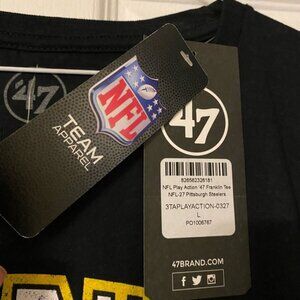 '47
NFL
TEAM
APPAREL
'47
826562326161
NFL Play Action '47 Franklin Tee
NFL-27 Pittsburgh Steelers
3TAPLAYACTION-0327
L
PO1006767
47BRAND.COM